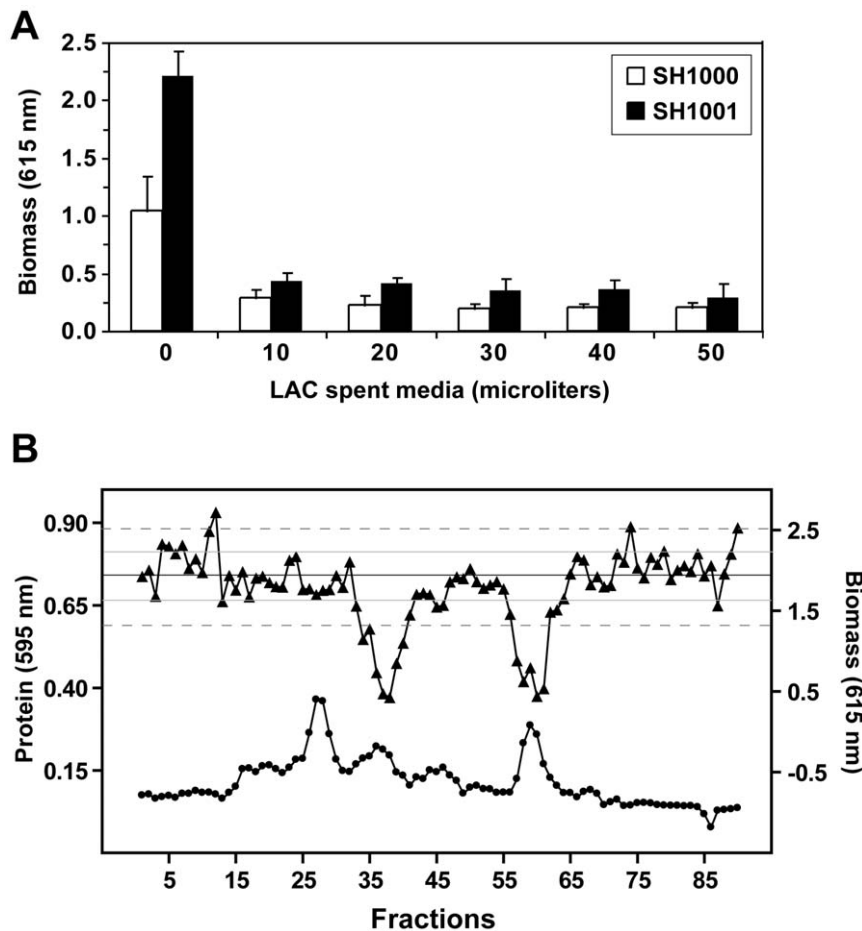 A
Biomass (615 nm)
2.5
2.0
1.5
1.0
0.5
0.0
SH1000
SH1001
0 10 20 30 40 50
LAC spent media (microliters)
B
Protein (595 nm)
0.90
0.65
0.40
0.15
2.5
1.5
0.5
-0.5
Biomass (615 nm)
5 15 25 35 45 55 65 75 85
Fractions